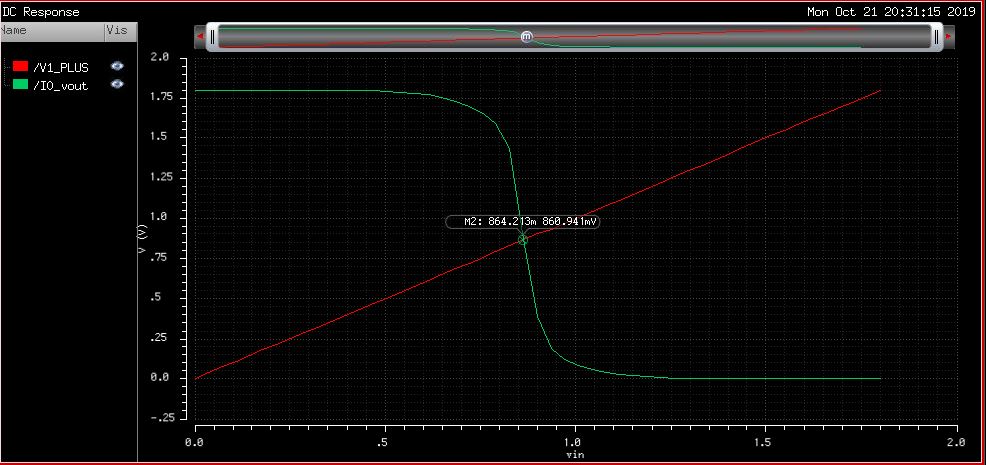 DC Response Mon Oct 21 20:31:15 2019
Name Vis
/V1_PLUS
/I0_vout
m
2.0
1.75
1.5
1.25
1.0
.75
.5
.25
0.0
-.25
V (V)
M2: 864.213m 860.941mV
0.0 .5 1.0 1.5 2.0
vin